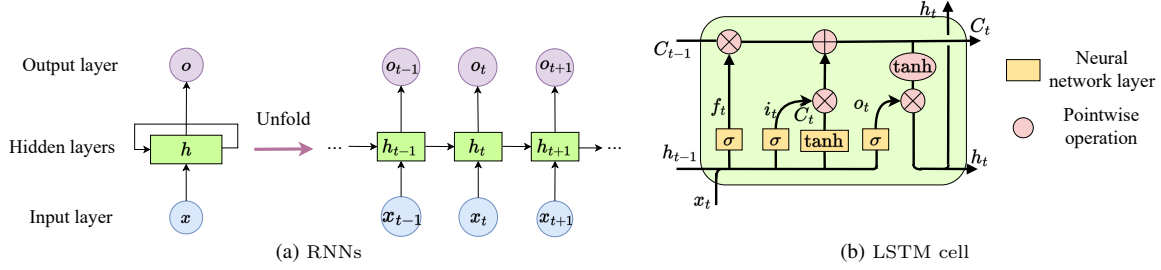 Output layer
o
o_{t-1}
o_t
o_{t+1}
Unfold
Hidden layers
h
...
h_{t-1}
h_t
h_{t+1}
...
Input layer
x
x_{t-1}
x_t
x_{t+1}
(a) RNNs
h_t
C_{t-1}
C_t
tanh
f_t
i_t
C_t
o_t
σ
σ
tanh
σ
h_{t-1}
h_t
x_t
Neural
network layer
Pointwise
operation
(b) LSTM cell